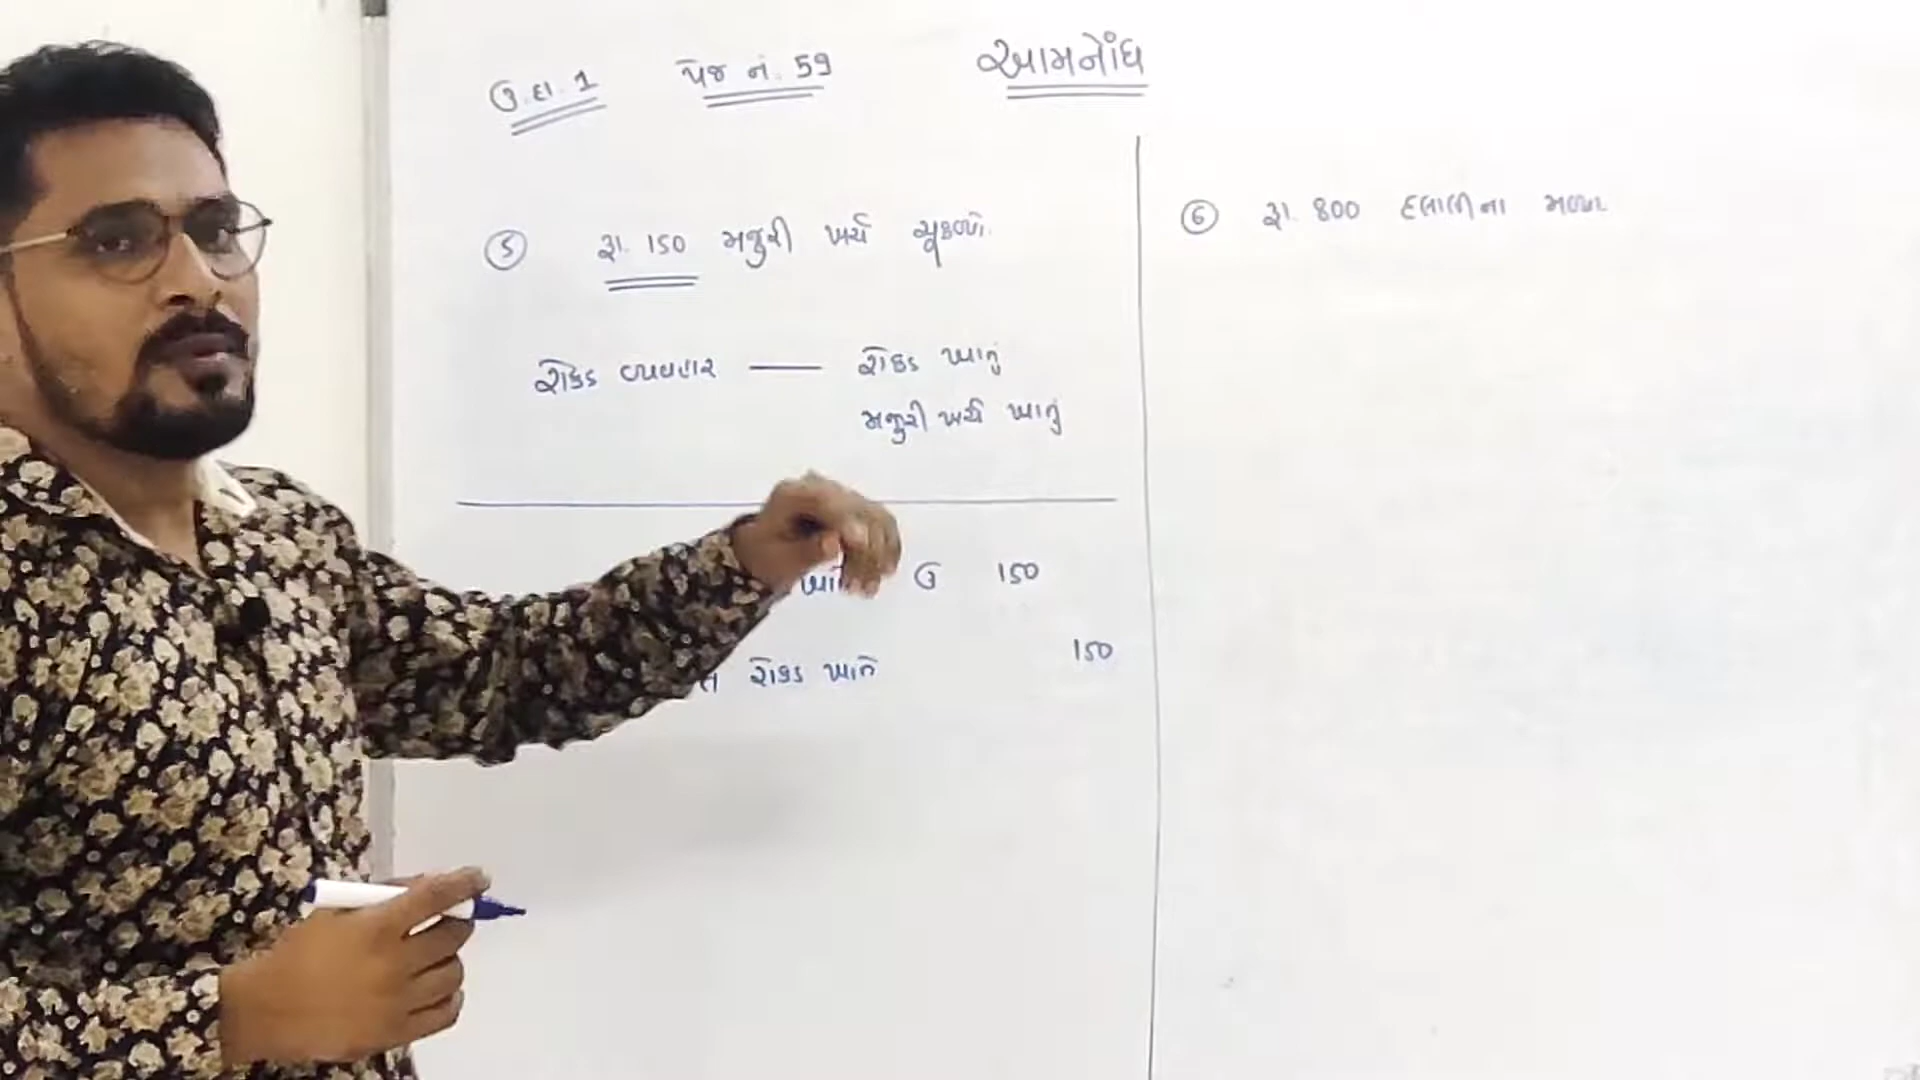 ઉ.દા. 1 પેજ નં. 59 આમનોંધ
⑤ રૂા. 150 મજુરી ખર્ચ ચૂકવ્યો.
રોકડ વ્યવહાર — રોકડ ખાતું
મજુરી ખર્ચ ખાતું
ઉ 150
તે રોકડ ખાતે 150
⑥ રૂા. 800 દલાલીના મળ્યા